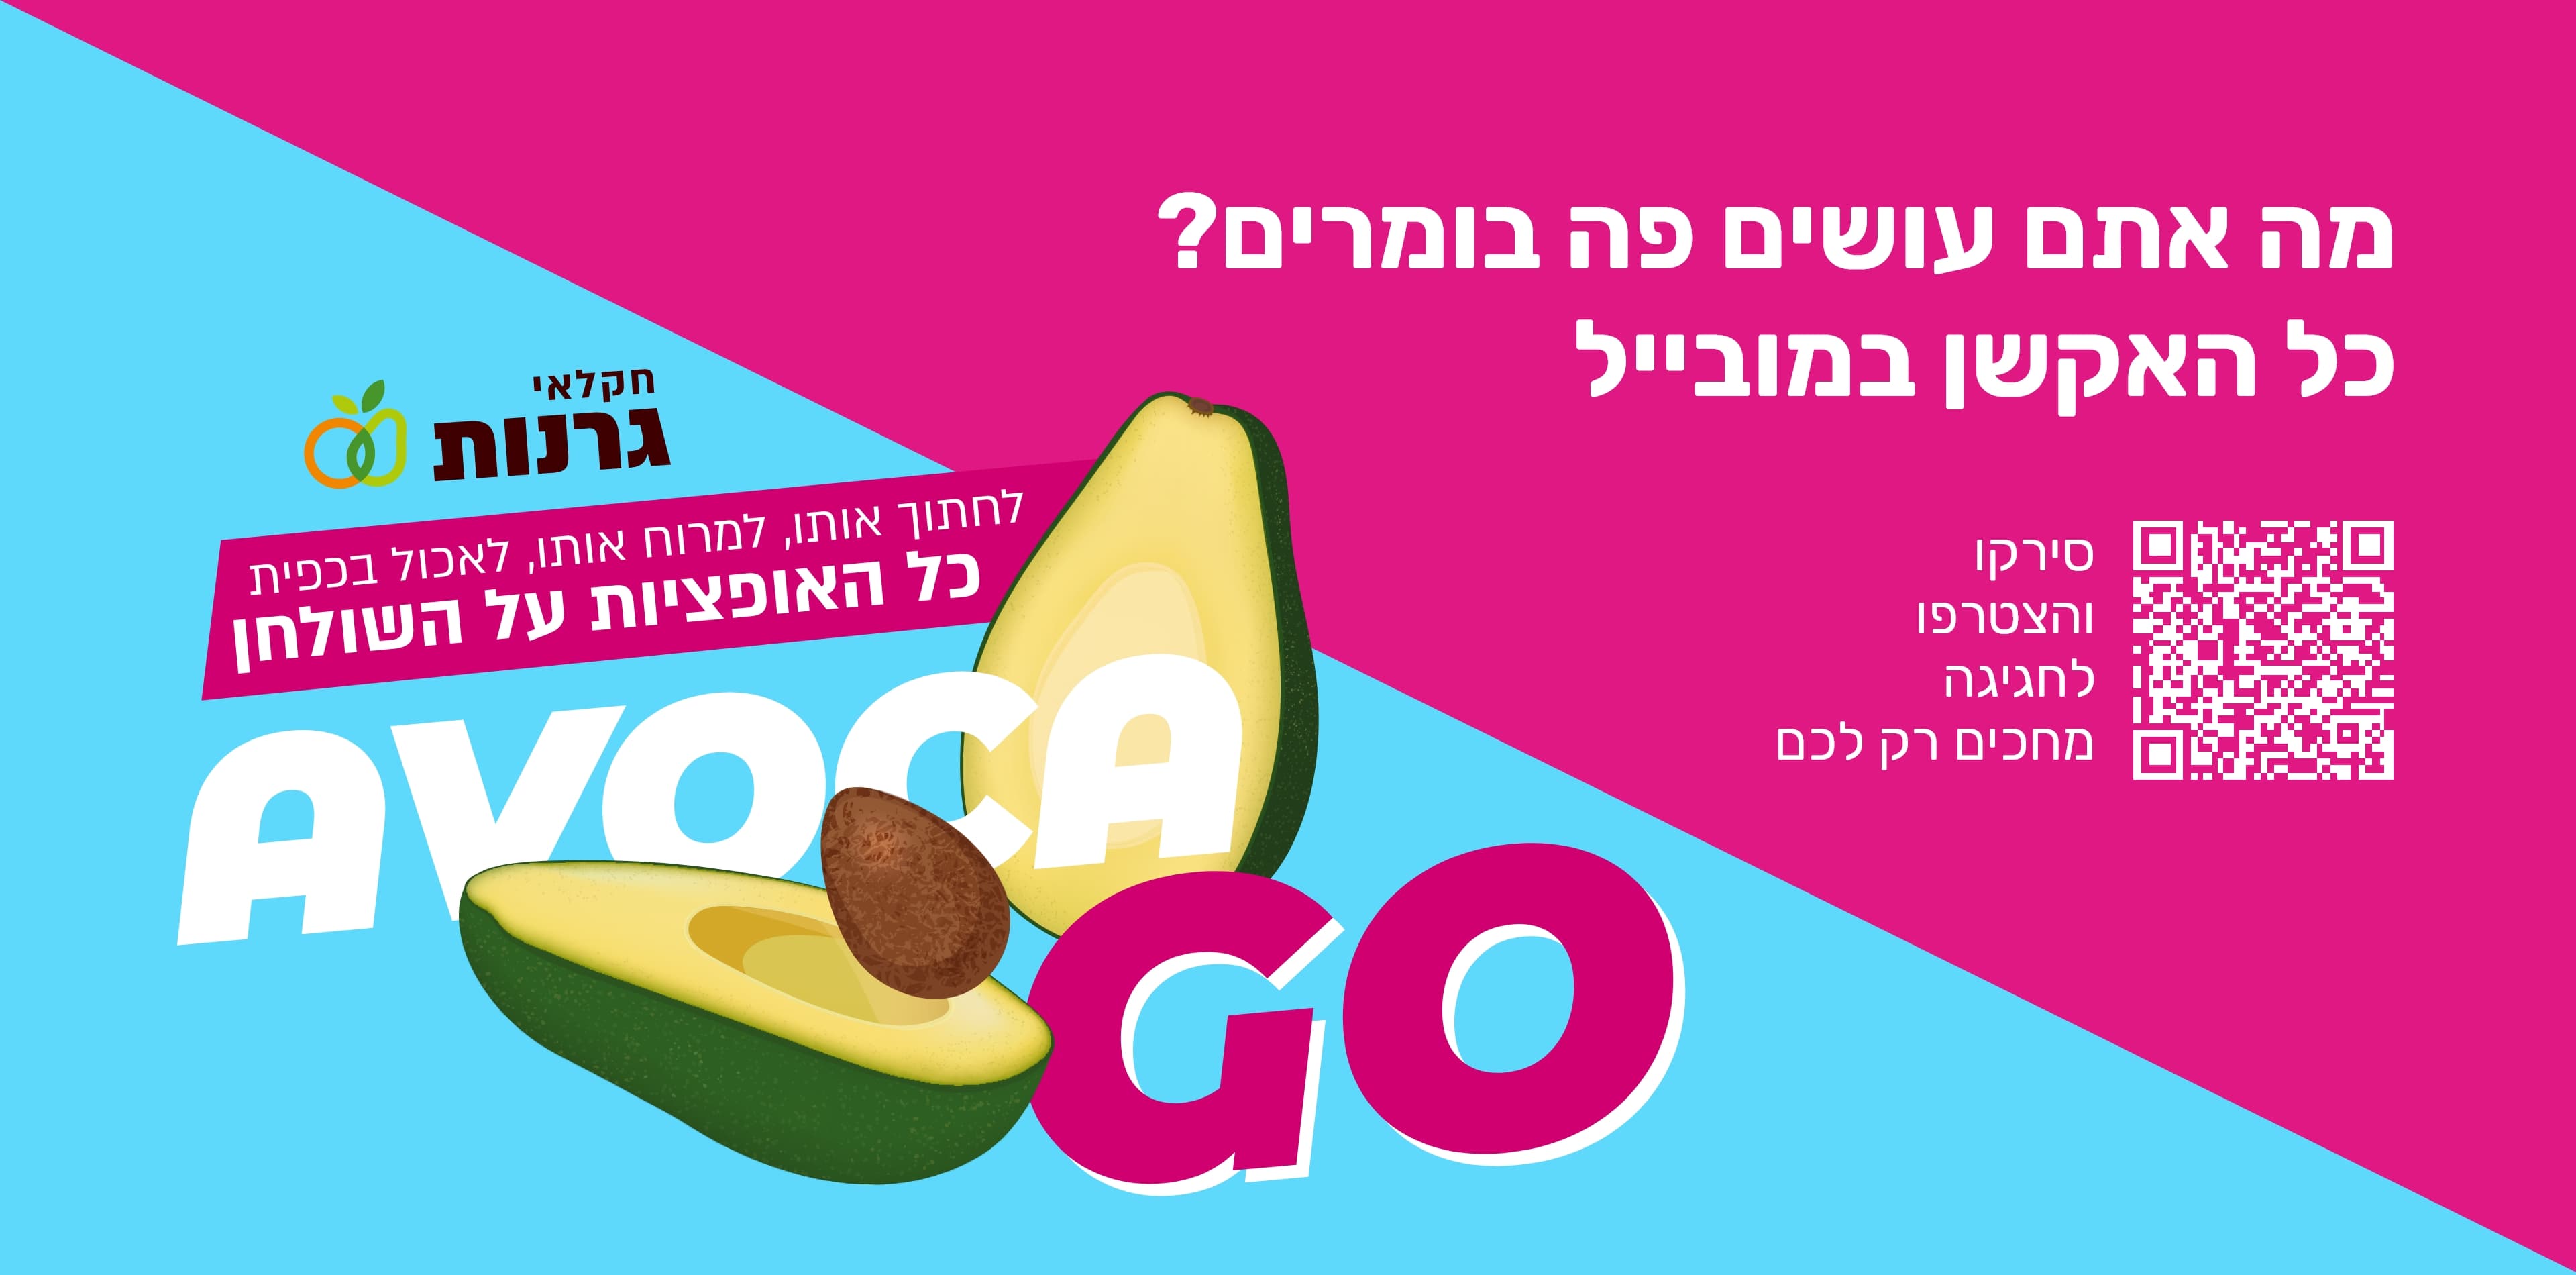 מה אתם עושים פה בומרים?
כל האקשן במובייל
סירקו
והצטרפו
לחגיגה
מחכים רק לכם
חקלאי
גרנות
לחתוך אותו, למרוח אותו, לאכול בכפית
כל האופציות על השולחן
AVOCA
GO